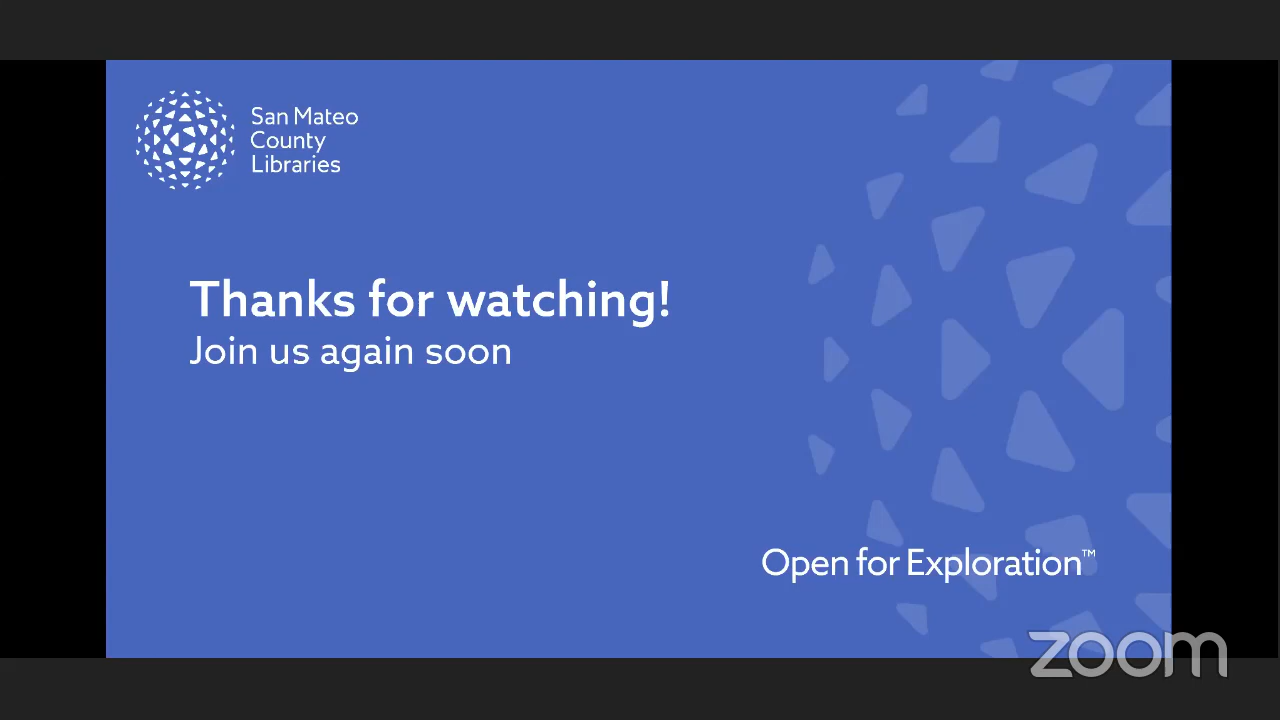 San Mateo
County
Libraries
Thanks for watching!
Join us again soon
Open for Exploration™
zoom